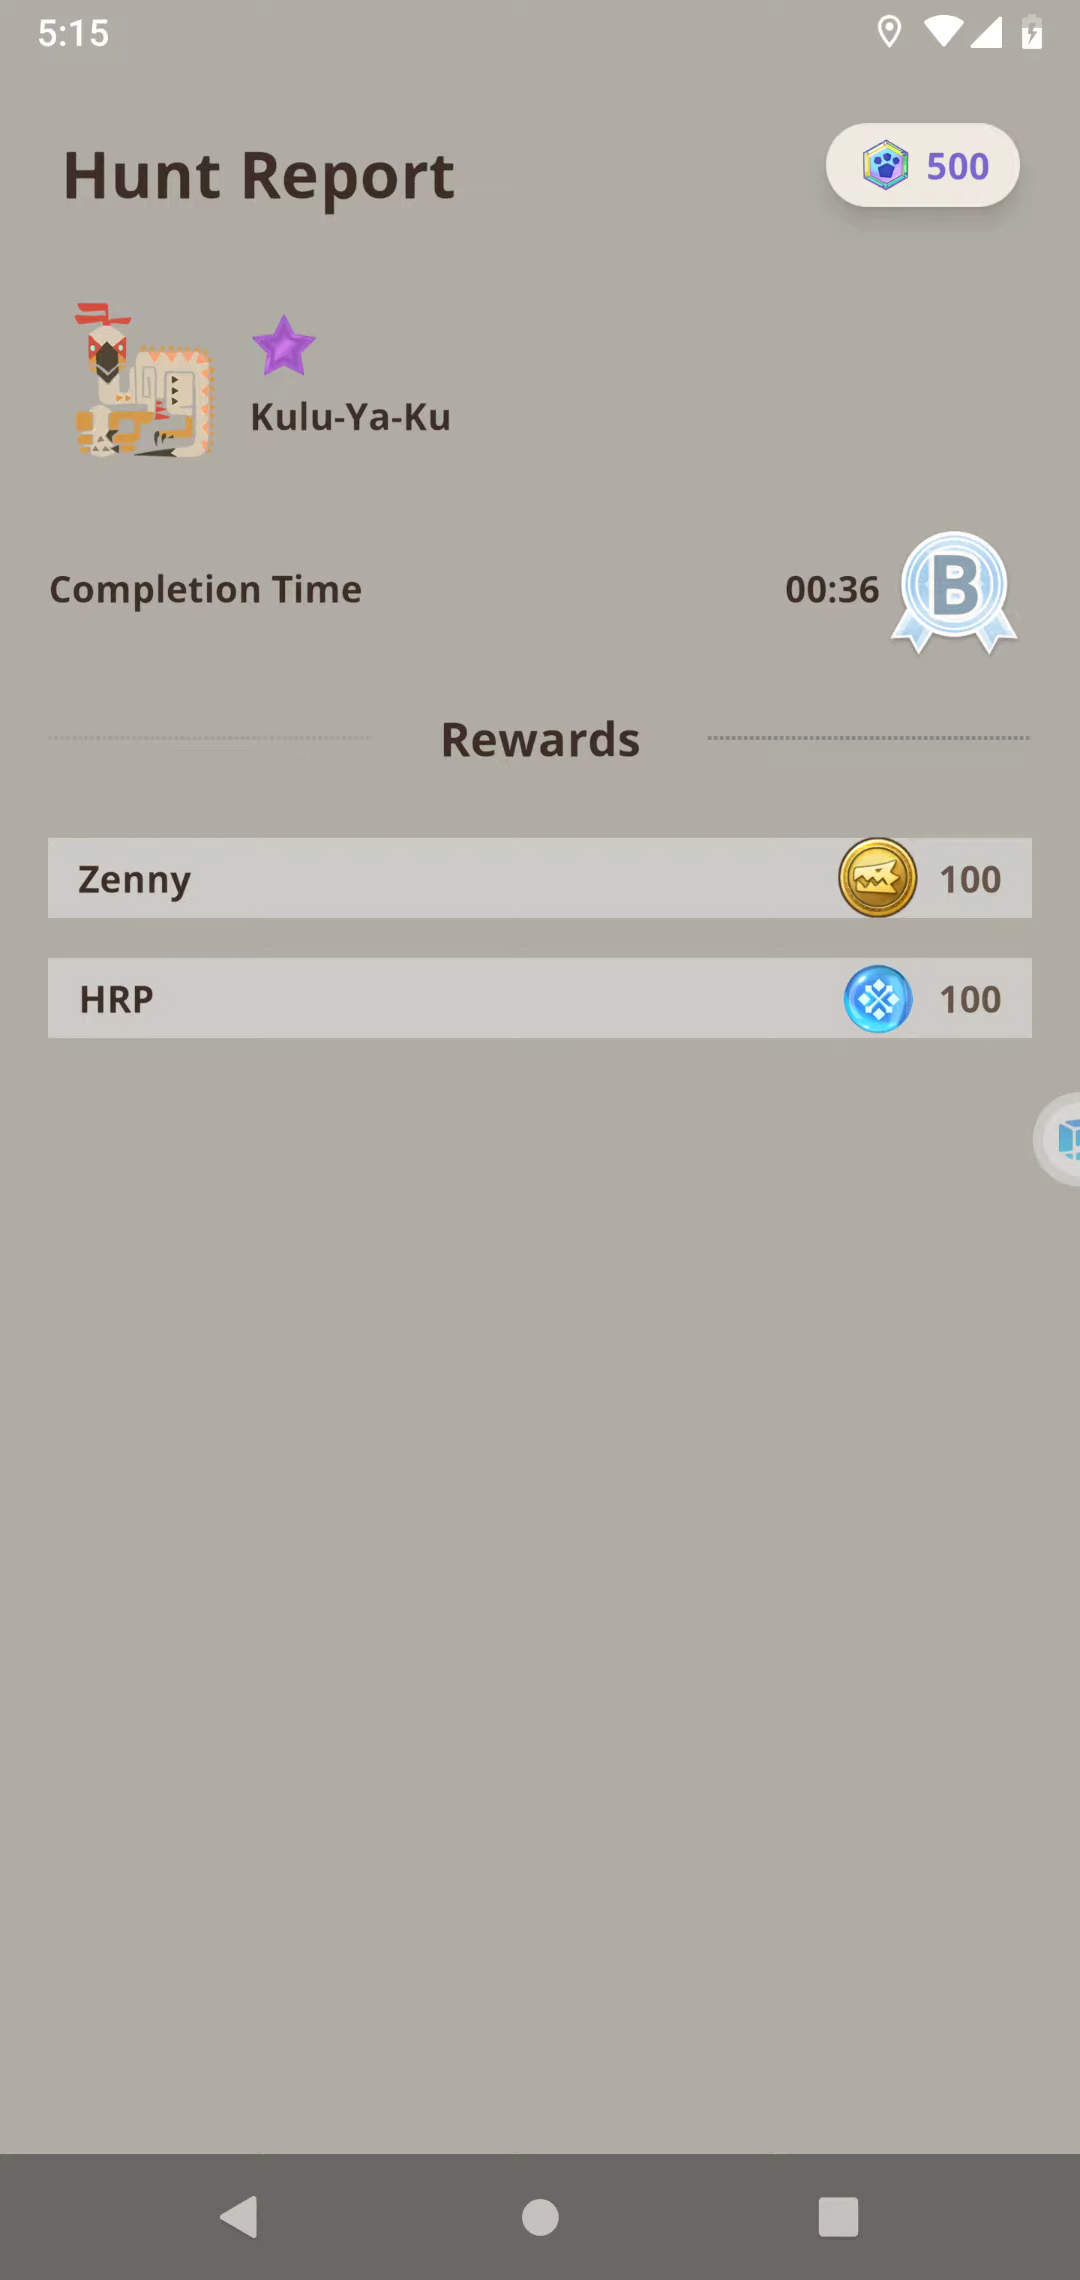 5:15
Hunt Report
500
Kulu-Ya-Ku
Completion Time
00:36
B
Rewards
Zenny
100
HRP
100